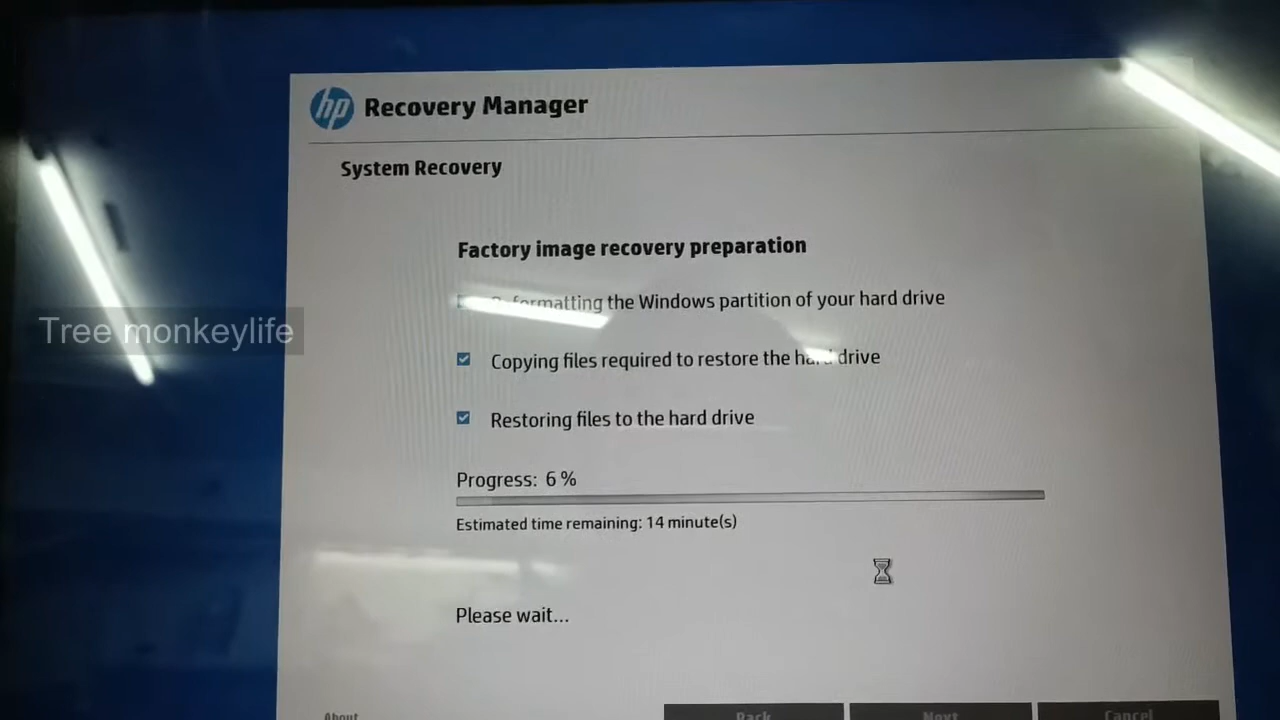 hp Recovery Manager
System Recovery
Factory image recovery preparation
formatting the Windows partition of your hard drive
Copying files required to restore the hard drive
Restoring files to the hard drive
Progress: 6 %
Estimated time remaining: 14 minute(s)
Please wait...
About Back Next Cancel
Tree monkeylife